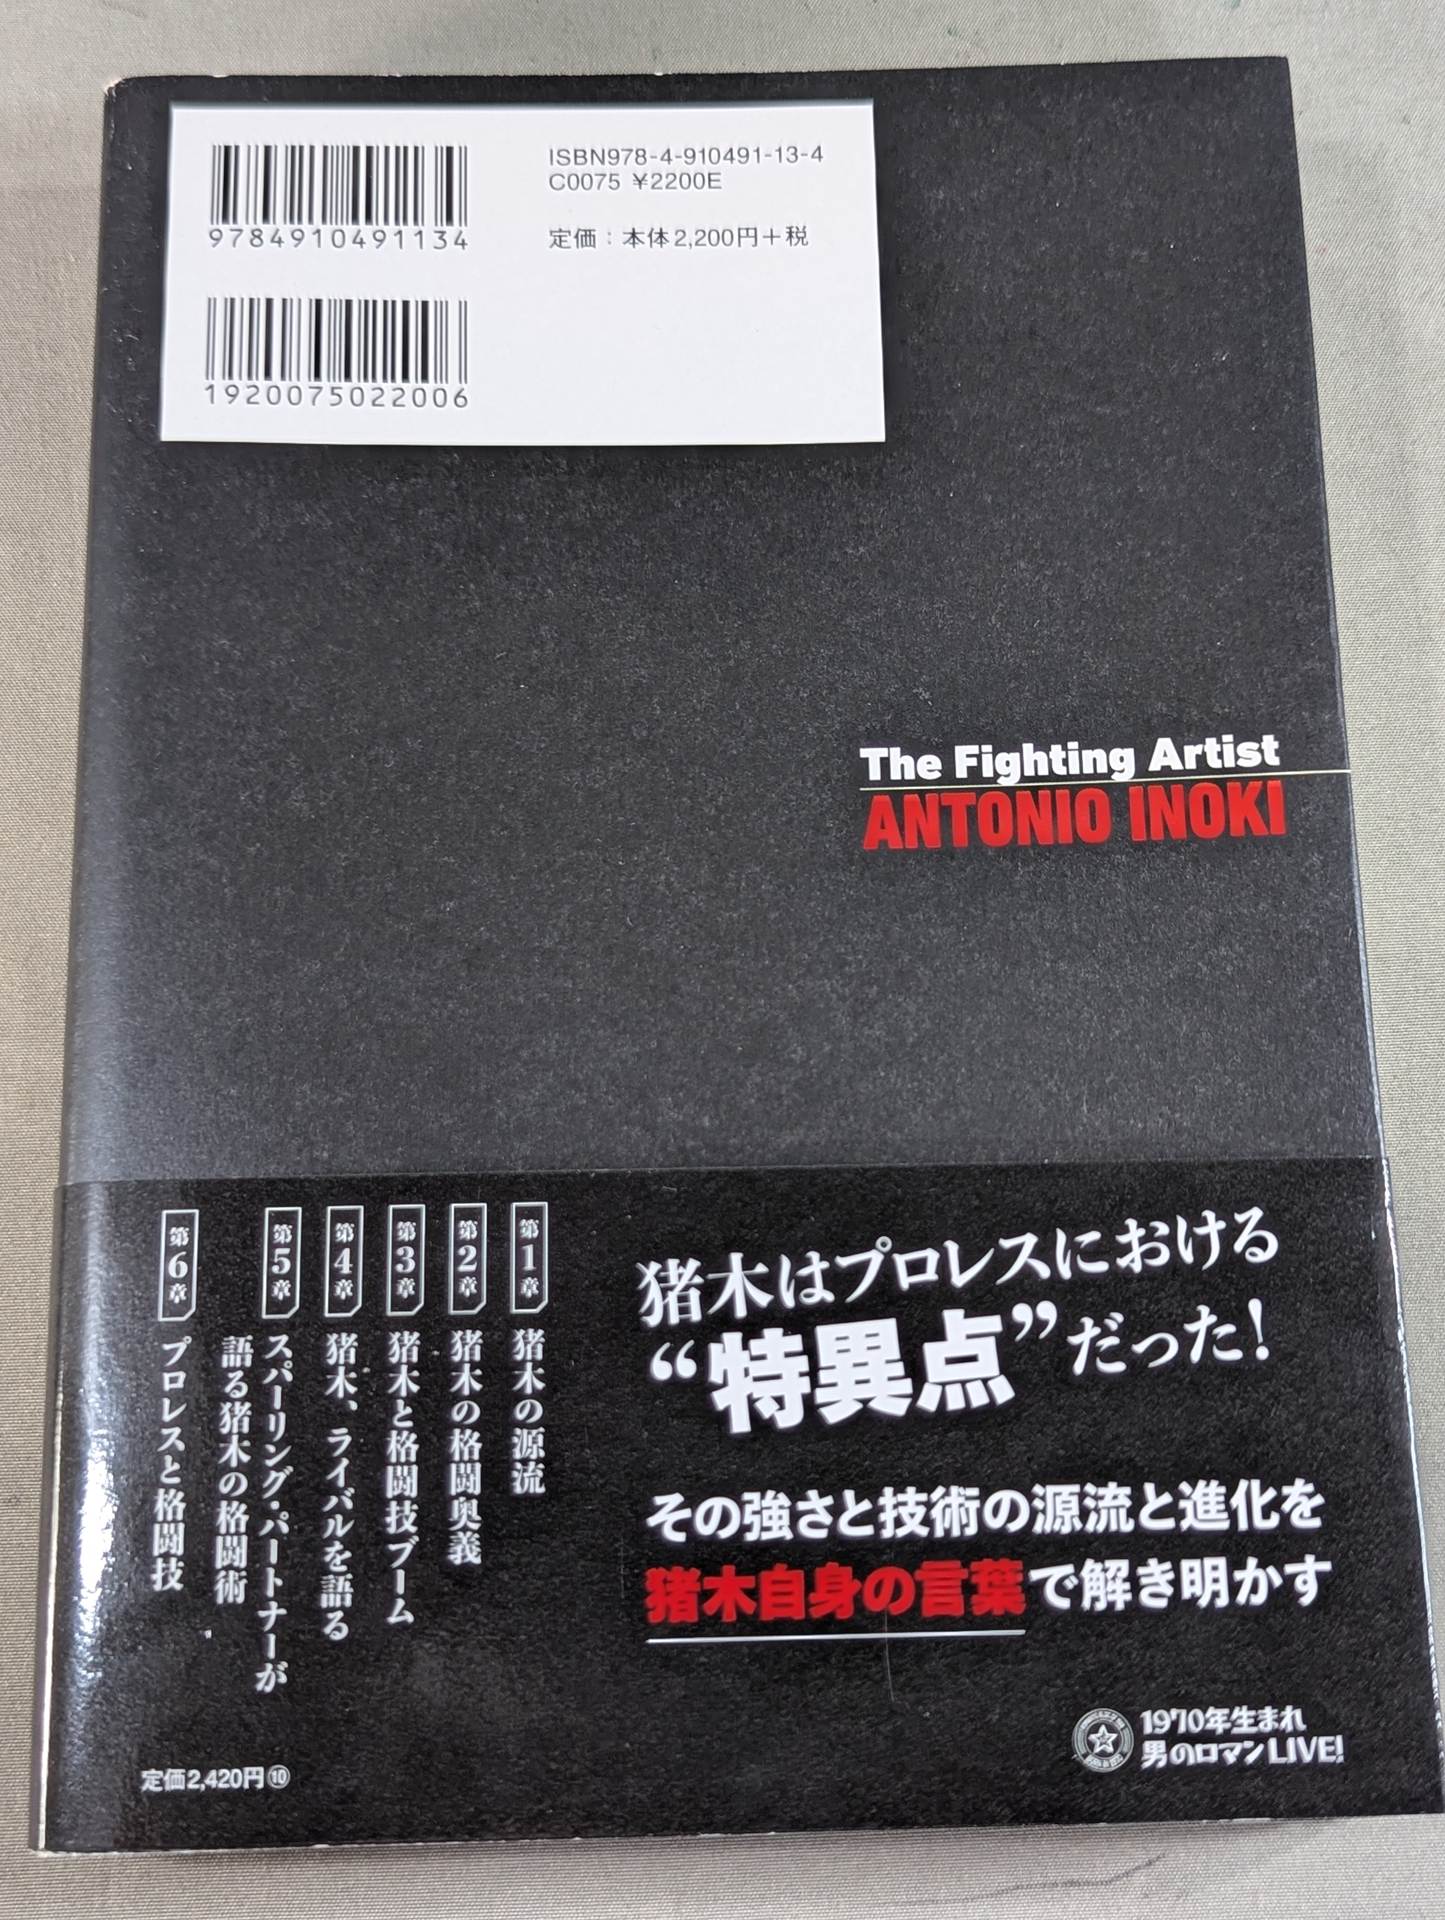 ISBN978-4-910491-13-4
C0075 ¥2200E
定価：本体2,200円＋税
9784910491134
1920075022006
The Fighting Artist
ANTONIO INOKI
猪木はプロレスにおける
“特異点”だった！
その強さと技術の源流と進化を
猪木自身の言葉で解き明かす
第1章 猪木の源流
第2章 猪木の格闘奥義
第3章 猪木と格闘技ブーム
第4章 猪木、ライバルを語る
第5章 スパーリング・パートナーが
語る猪木の格闘術
第6章 プロレスと格闘技
1970年生まれ
男のロマンLIVE!
定価2,420円⑩